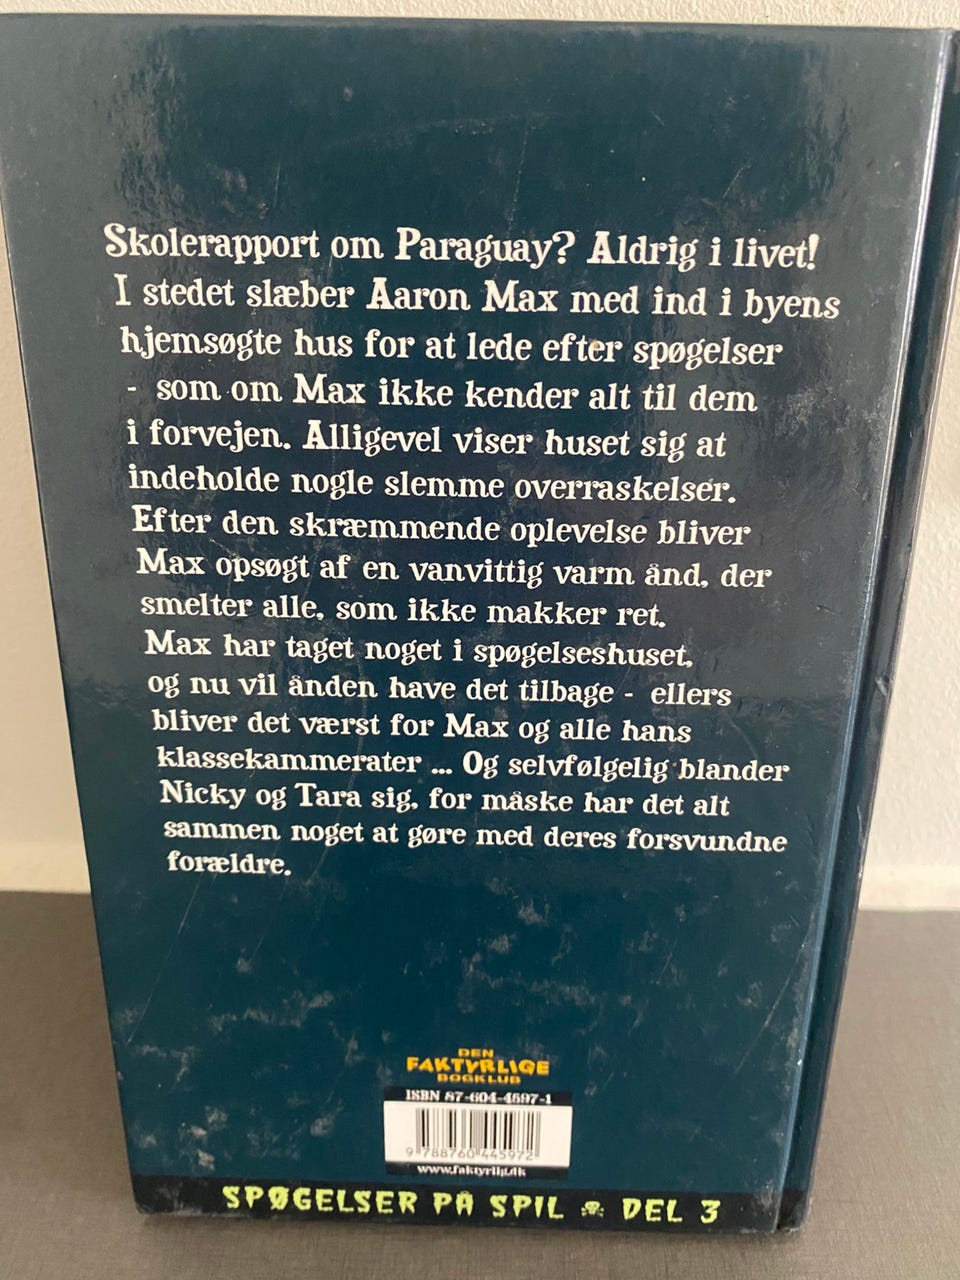 Skolerapport om Paraguay? Aldrig i livet!
I stedet slæber Aaron Max med ind i byens
hjemsøgte hus for at lede efter spøgelser
- som om Max ikke kender alt til dem
i forvejen. Alligevel viser huset sig at
indeholde nogle slemme overraskelser.
Efter den skræmmende oplevelse bliver
Max opsøgt af en vanvittig varm ånd, der
smelter alle, som ikke makker ret.
Max har taget noget i spøgelseshuset,
og nu vil ånden have det tilbage - ellers
bliver det værst for Max og alle hans
klassekammerater ... Og selvfølgelig blander
Nicky og Tara sig, for måske har det alt
sammen noget at gøre med deres forsvundne
forældre.
DEN
FAKTYRLIGE
BOGKLUB
ISBN 87-604-4597-1
9 788760 445972
www.faktyrlig.dk
SPØGELSER PÅ SPIL DEL 3